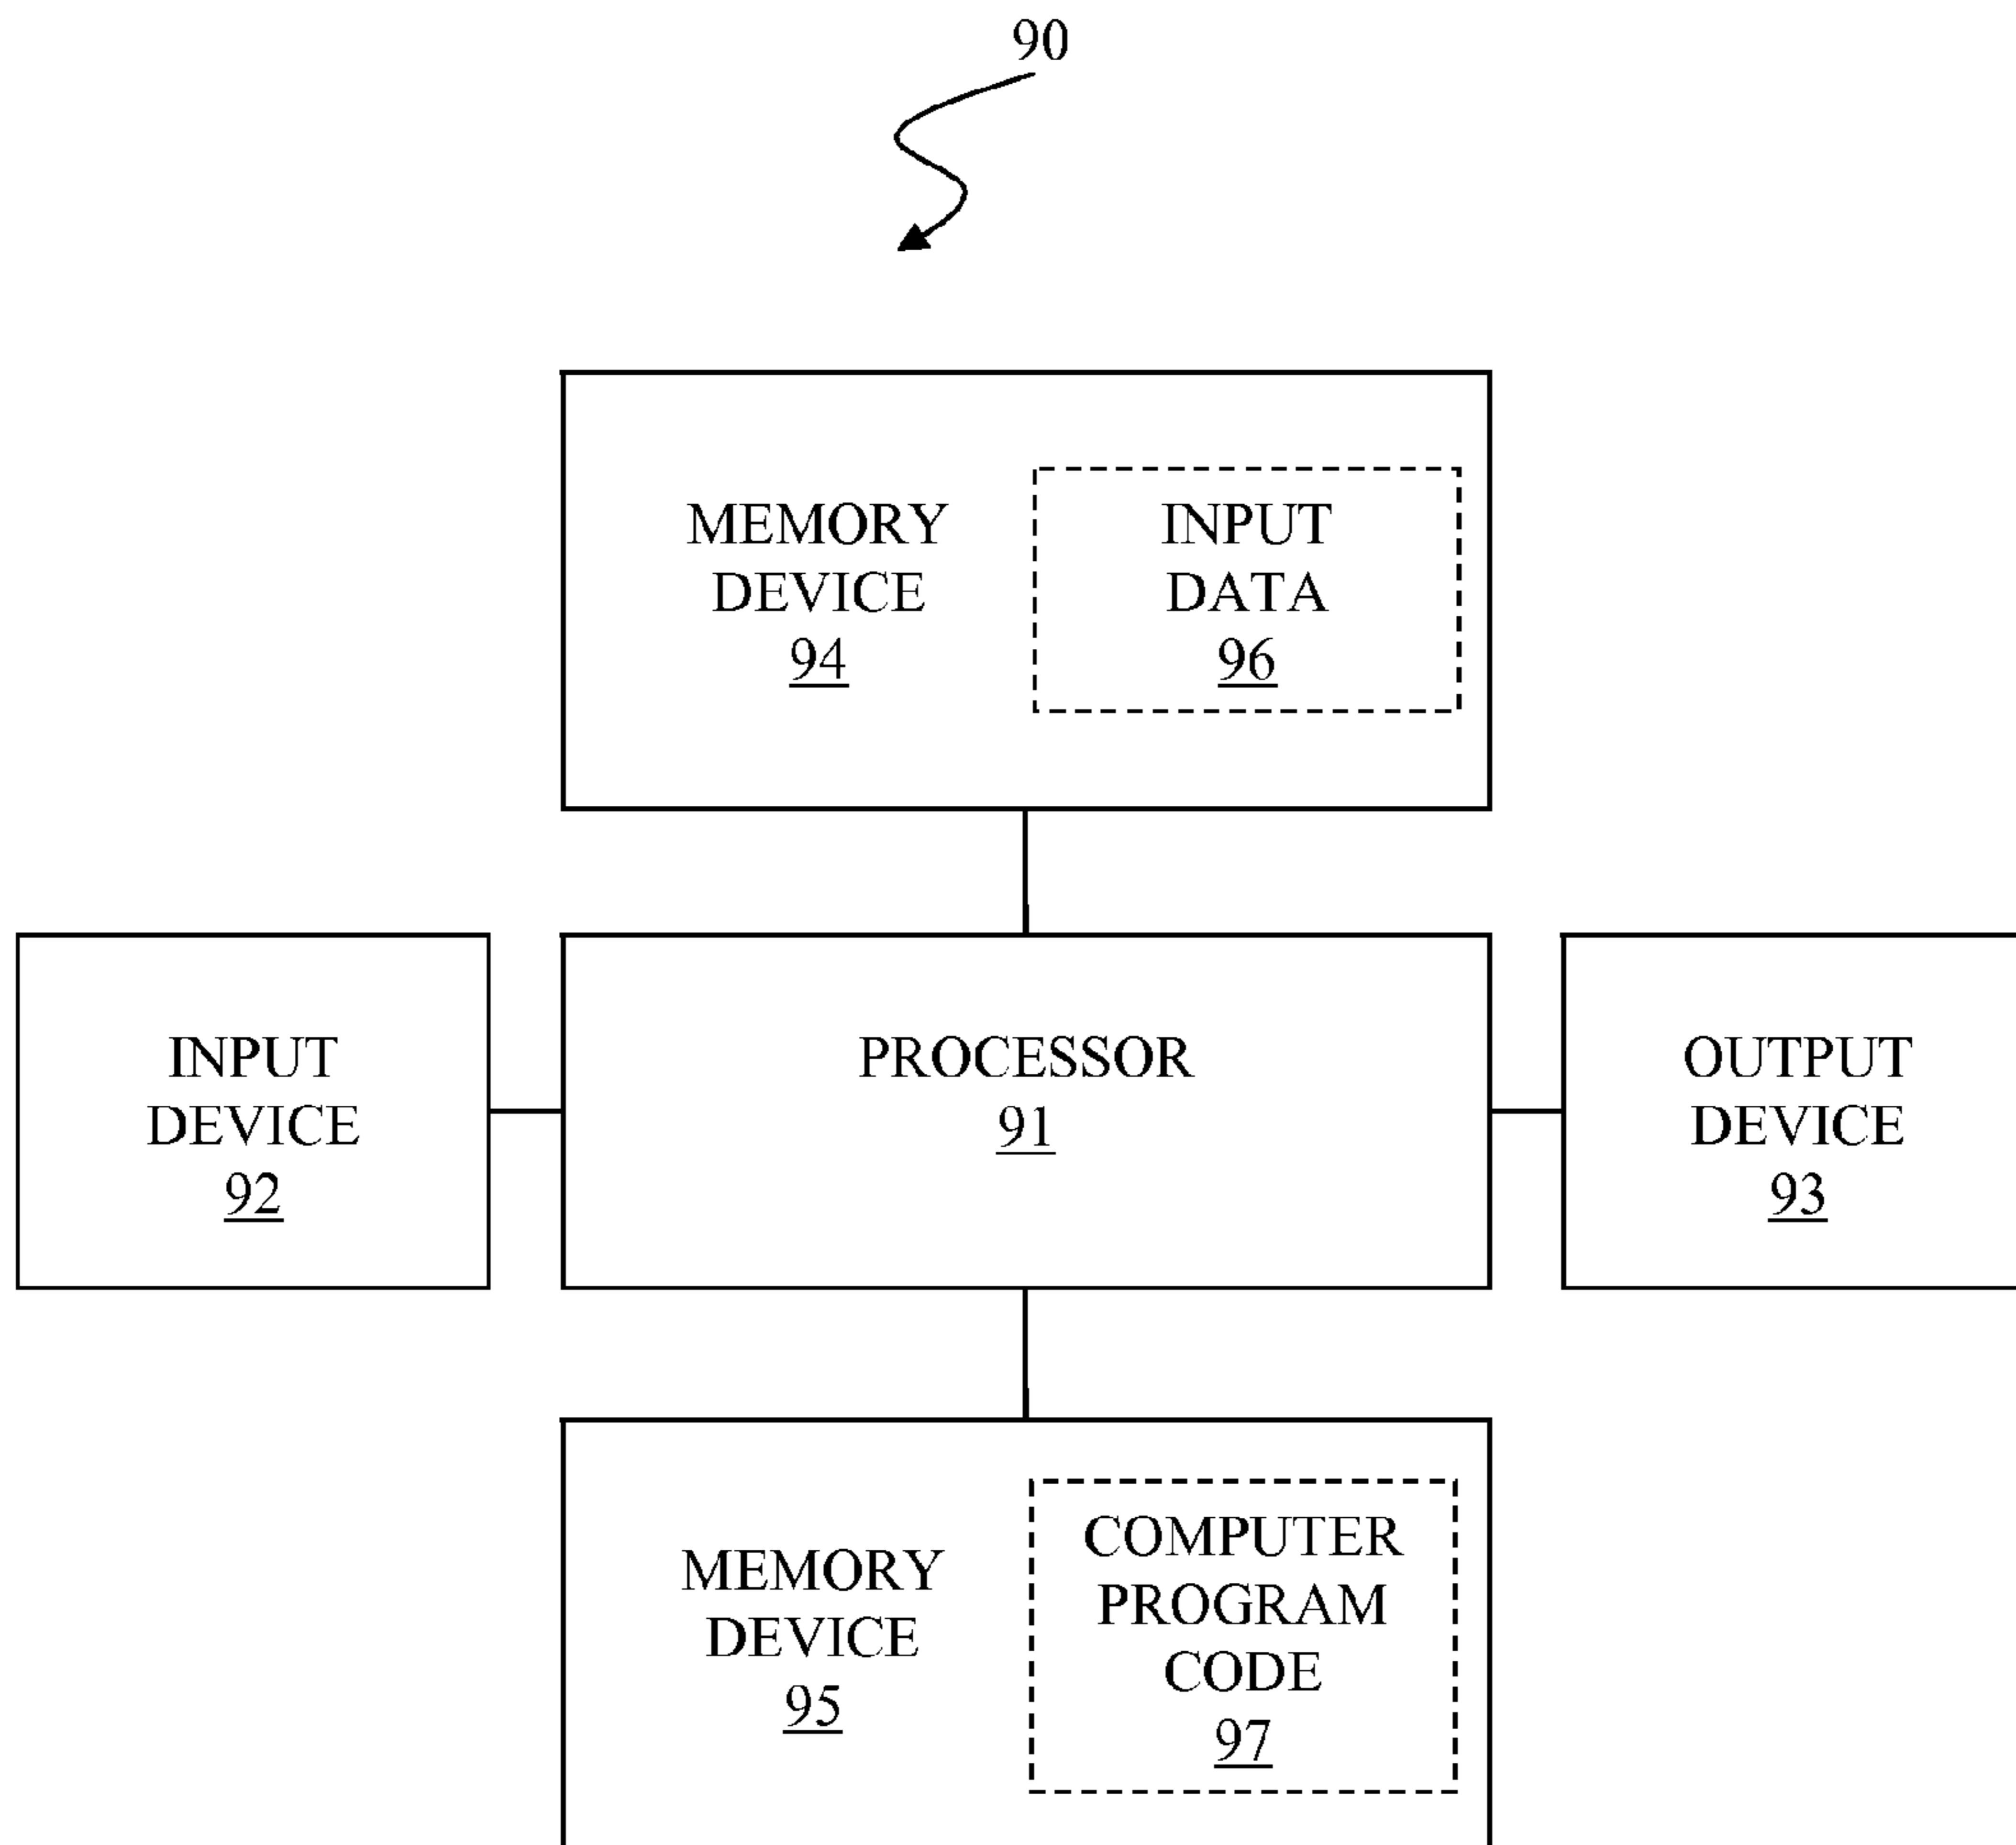 90
MEMORY
DEVICE
94
INPUT
DATA
96
INPUT
DEVICE
92
PROCESSOR
91
OUTPUT
DEVICE
93
MEMORY
DEVICE
95
COMPUTER
PROGRAM
CODE
97